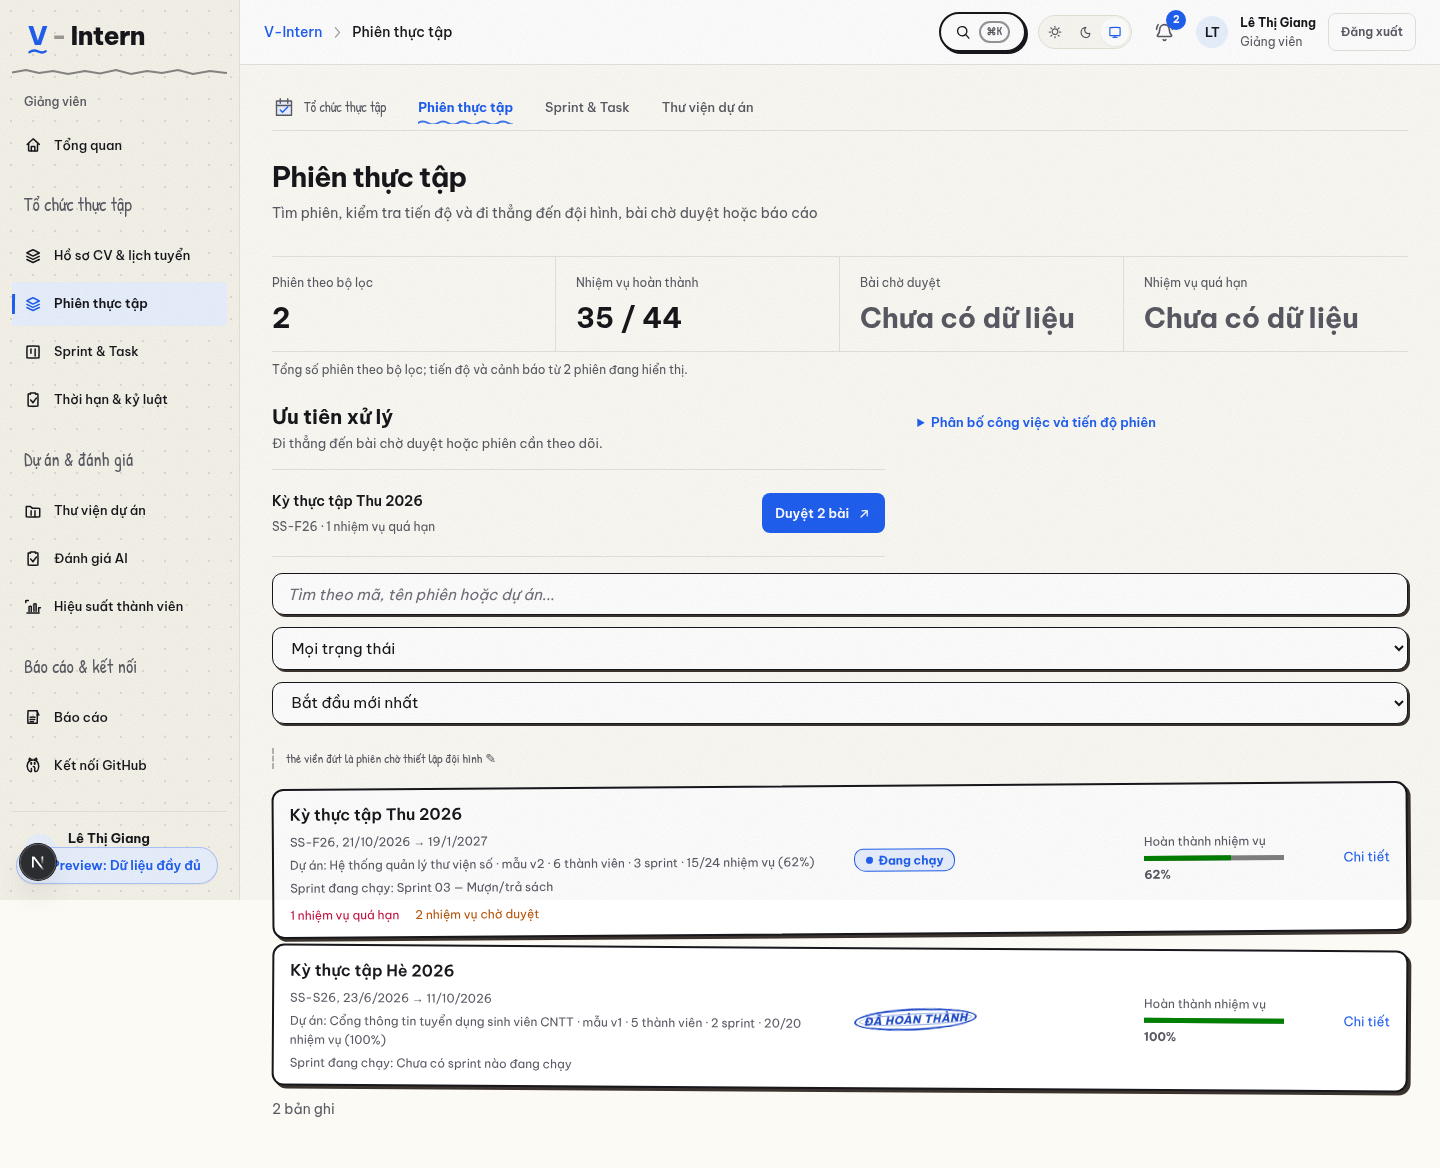 V - Intern
Giảng viên
Tổng quan
Tổ chức thực tập
Hồ sơ CV & lịch tuyển
Phiên thực tập
Sprint & Task
Thời hạn & kỷ luật
Dự án & đánh giá
Thư viện dự án
Đánh giá AI
Hiệu suất thành viên
Báo cáo & kết nối
Báo cáo
Kết nối GitHub
Lê Thị Giang
N
Preview: Dữ liệu đầy đủ
V-Intern
Phiên thực tập
⌘K
2
LT
Lê Thị Giang
Giảng viên
Đăng xuất
Tổ chức thực tập
Phiên thực tập
Sprint & Task
Thư viện dự án
Phiên thực tập
Tìm phiên, kiểm tra tiến độ và đi thẳng đến đội hình, bài chờ duyệt hoặc báo cáo
Phiên theo bộ lọc
2
Nhiệm vụ hoàn thành
35 / 44
Bài chờ duyệt
Chưa có dữ liệu
Nhiệm vụ quá hạn
Chưa có dữ liệu
Tổng số phiên theo bộ lọc; tiến độ và cảnh báo từ 2 phiên đang hiển thị.
Ưu tiên xử lý
Đi thẳng đến bài chờ duyệt hoặc phiên cần theo dõi.
Phân bố công việc và tiến độ phiên
Kỳ thực tập Thu 2026
SS-F26 · 1 nhiệm vụ quá hạn
Duyệt 2 bài
Tìm theo mã, tên phiên hoặc dự án...
Mọi trạng thái
Bắt đầu mới nhất
thẻ viền đứt là phiên chờ thiết lập đội hình ✎
Kỳ thực tập Thu 2026
SS-F26, 21/10/2026 → 19/1/2027
Dự án: Hệ thống quản lý thư viện số · mẫu v2 · 6 thành viên · 3 sprint · 15/24 nhiệm vụ (62%)
Sprint đang chạy: Sprint 03 — Mượn/trả sách
1 nhiệm vụ quá hạn
2 nhiệm vụ chờ duyệt
Đang chạy
Hoàn thành nhiệm vụ
62%
Chi tiết
Kỳ thực tập Hè 2026
SS-S26, 23/6/2026 → 11/10/2026
Dự án: Cổng thông tin tuyển dụng sinh viên CNTT · mẫu v1 · 5 thành viên · 2 sprint · 20/20
nhiệm vụ (100%)
Sprint đang chạy: Chưa có sprint nào đang chạy
ĐÃ HOÀN THÀNH
Hoàn thành nhiệm vụ
100%
Chi tiết
2 bản ghi